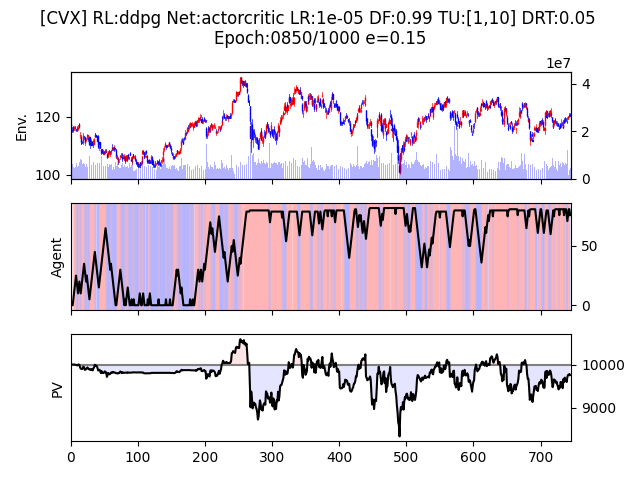 [CVX] RL:ddpg Net:actorcritic LR:1e-05 DF:0.99 TU:[1,10] DRT:0.05
Epoch:0850/1000 e=0.15
1e7
Env.
120
100
4
2
0
Agent
50
0
PV
10000
9000
0 100 200 300 400 500 600 700